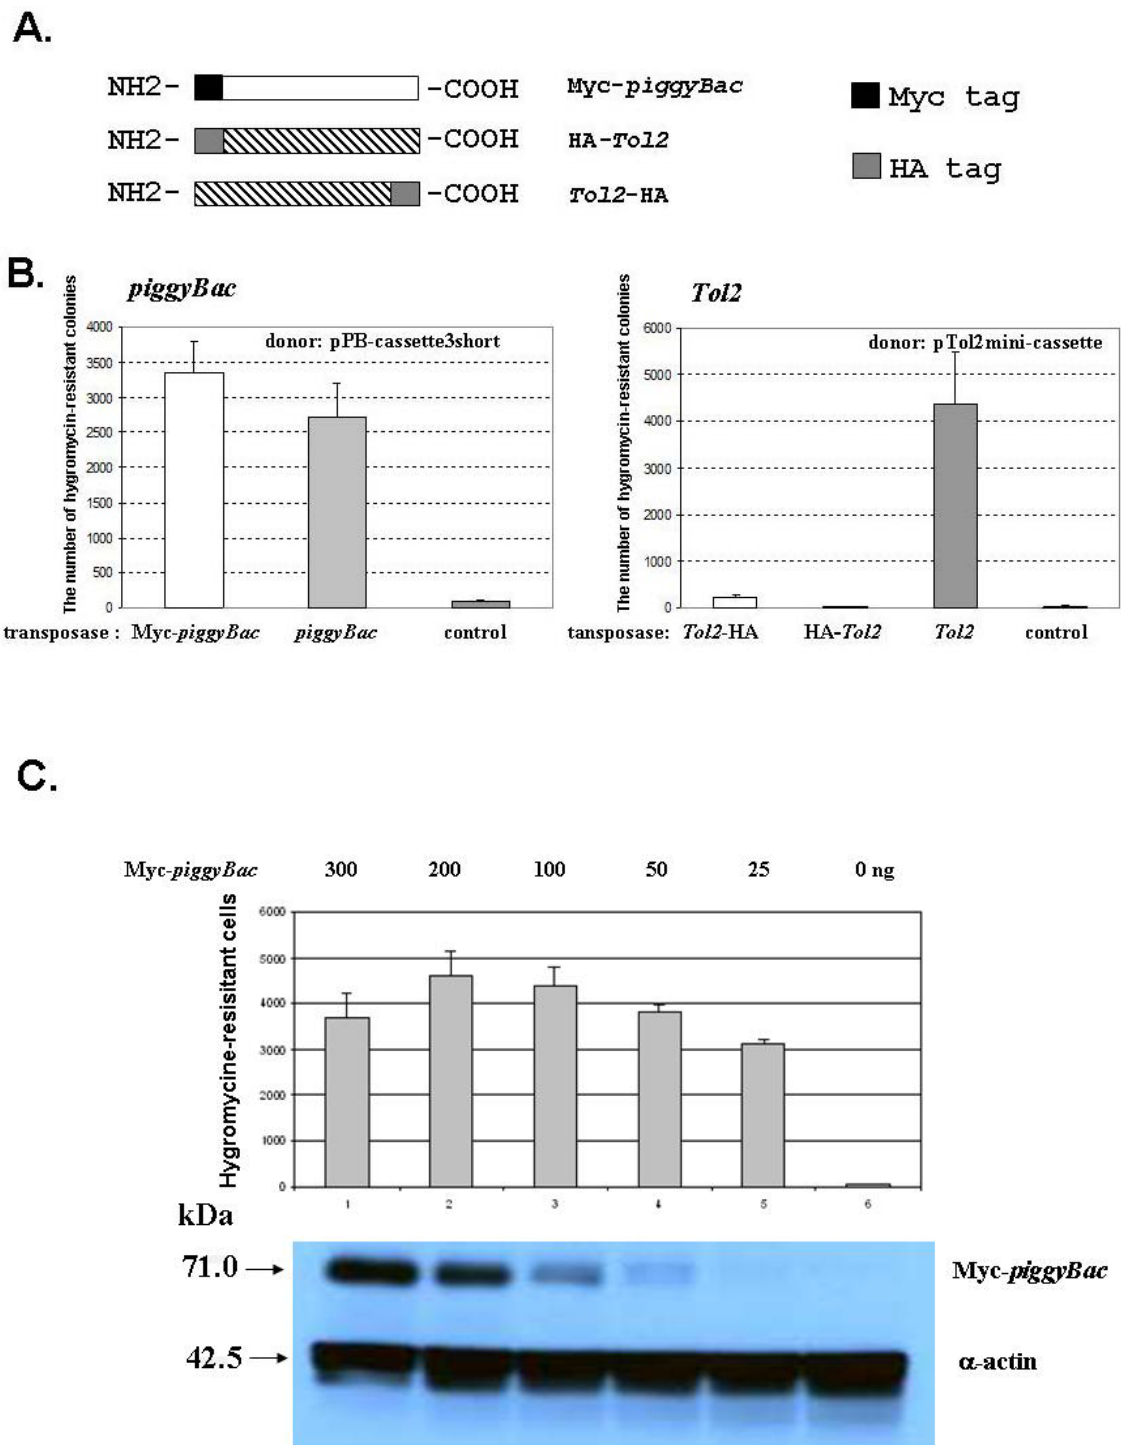 A.
NH2- -COOH Myc-piggyBac
NH2- -COOH HA-Tol2
NH2- -COOH Tol2-HA
Myc tag
HA tag
B.
piggyBac
The number of hygromycin-resistant colonies
donor: pPB-cassette3short
4000
3500
3000
2500
2000
1500
1000
500
0
transposase : Myc-piggyBac piggyBac control
Tol2
The number of hygromycin-resistant colonies
donor: pTol2mini-cassette
6000
5000
4000
3000
2000
1000
0
tansposase: Tol2-HA HA-Tol2 Tol2 control
C.
Myc-piggyBac 300 200 100 50 25 0 ng
Hygromycine-resisitant cells
6000
5000
4000
3000
2000
1000
0
1 2 3 4 5 6
kDa
71.0 Myc-piggyBac
42.5 α-actin